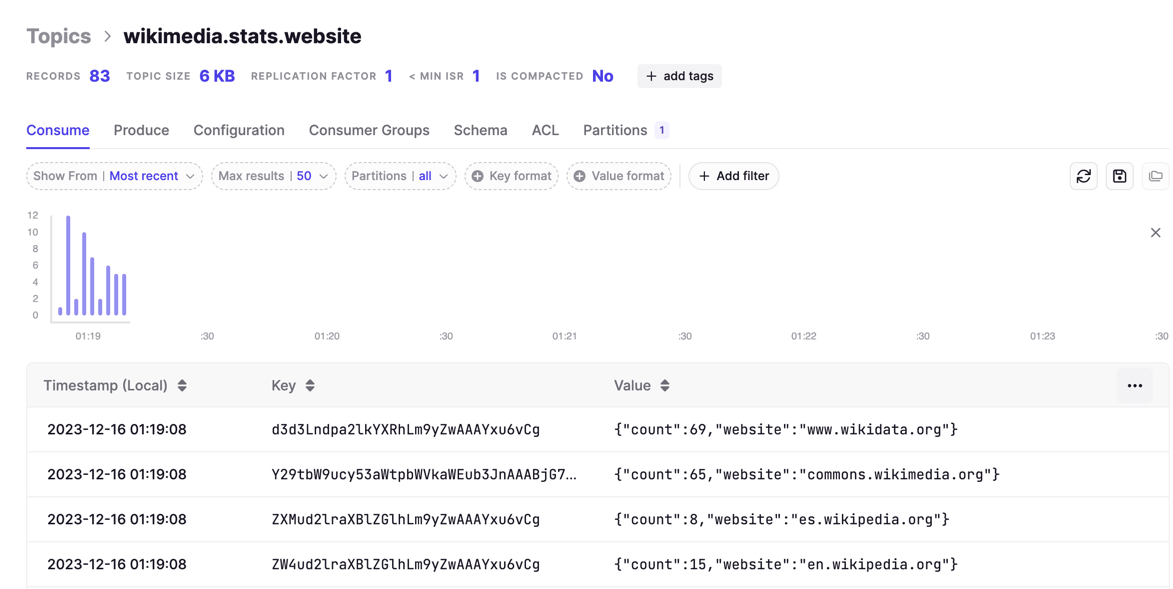 Topics > wikimedia.stats.website
RECORDS 83 TOPIC SIZE 6 KB REPLICATION FACTOR 1 < MIN ISR 1 IS COMPACTED No + add tags
Consume Produce Configuration Consumer Groups Schema ACL Partitions 1
Show From | Most recent Max results | 50 Partitions | all Key format Value format + Add filter
12
10
8
6
4
2
0
01:19 :30 01:20 :30 01:21 :30 01:22 :30 01:23 :30
Timestamp (Local) Key Value
2023-12-16 01:19:08 d3d3Lndpa2lkYXRhLm9yZwAAAYxu6vCg {"count":69,"website":"www.wikidata.org"}
2023-12-16 01:19:08 Y29tbW9ucy53aWtpbWVkaWEub3JnAAABjG7... {"count":65,"website":"commons.wikimedia.org"}
2023-12-16 01:19:08 ZXMud2lraXBlZGlhLm9yZwAAAYxu6vCg {"count":8,"website":"es.wikipedia.org"}
2023-12-16 01:19:08 ZW4ud2lraXBlZGlhLm9yZwAAAYxu6vCg {"count":15,"website":"en.wikipedia.org"}